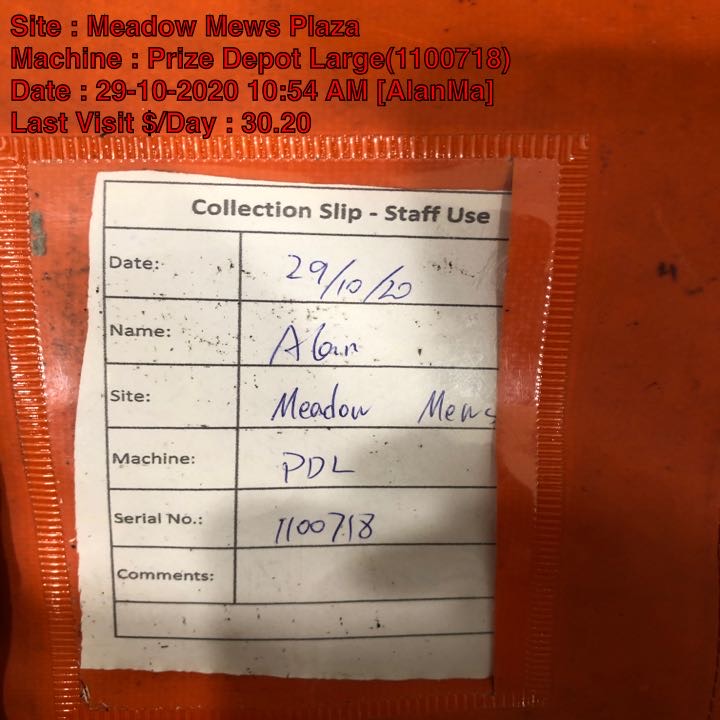 Site : Meadow Mews Plaza
Machine : Prize Depot Large(1100718)
Date : 29-10-2020 10:54 AM [AlanMa]
Last Visit $/Day : 30.20
Collection Slip - Staff Use
Date: 29/10/20
Name: Alan
Site: Meadow Mews
Machine: PDL
Serial No.: 1100718
Comments: